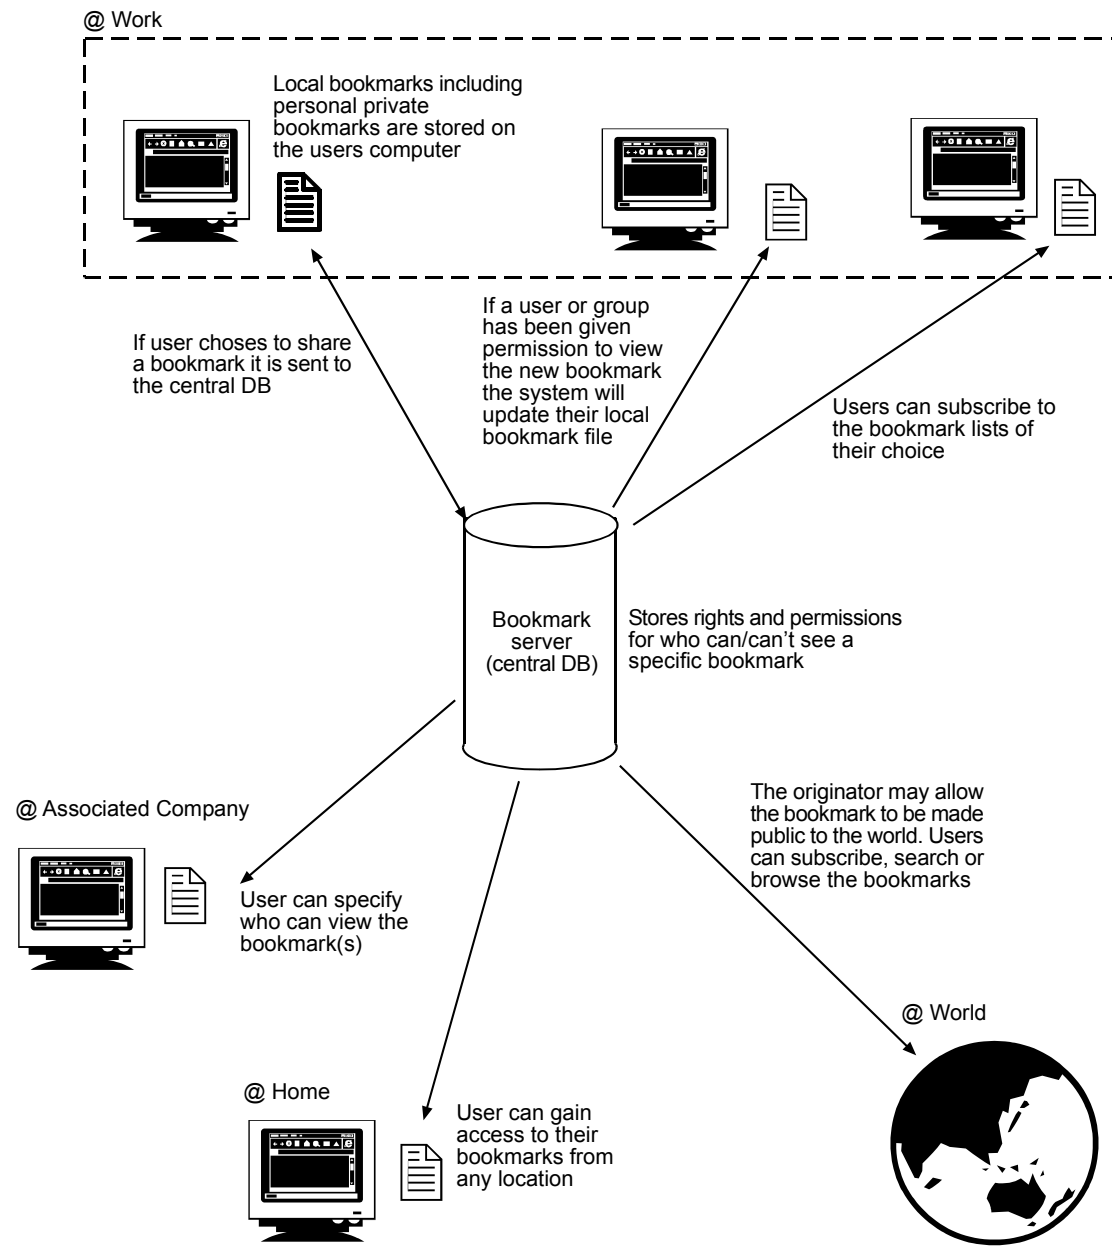 @ Work
Local bookmarks including
personal private
bookmarks are stored on
the users computer
If user choses to share
a bookmark it is sent to
the central DB
If a user or group
has been given
permission to view
the new bookmark
the system will
update their local
bookmark file
Users can subscribe to
the bookmark lists of
their choice
Bookmark
server
(central DB)
Stores rights and permissions
for who can/can’t see a
specific bookmark
@ Associated Company
User can specify
who can view the
bookmark(s)
The originator may allow
the bookmark to be made
public to the world. Users
can subscribe, search or
browse the bookmarks
@ World
@ Home
User can gain
access to their
bookmarks from
any location